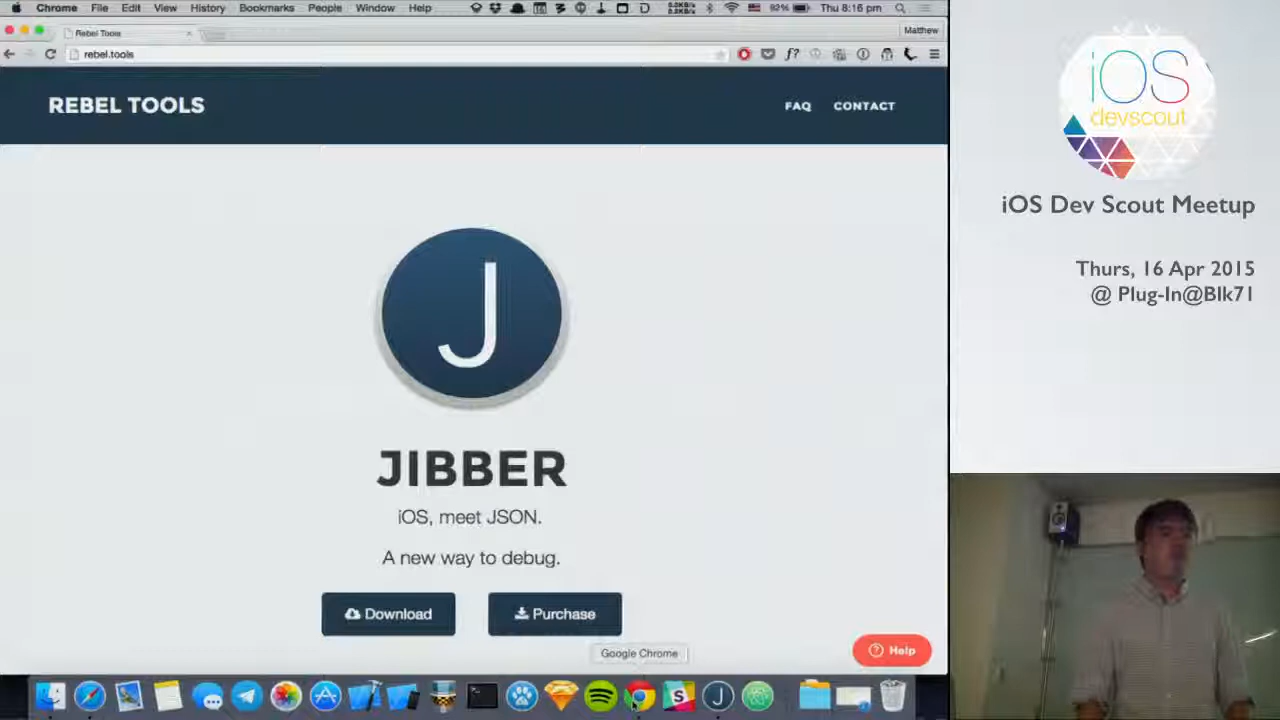 Chrome File Edit View History Bookmarks People Window Help 92% Thu 8:16 pm
Rebel Tools
Matthew
rebel.tools
f?
REBEL TOOLS
FAQ CONTACT
J
JIBBER
iOS, meet JSON.
A new way to debug.
Download
Purchase
Google Chrome
Help
S
J
iOS
devscout
iOS Dev Scout Meetup
Thurs, 16 Apr 2015
@ Plug-In@Blk71